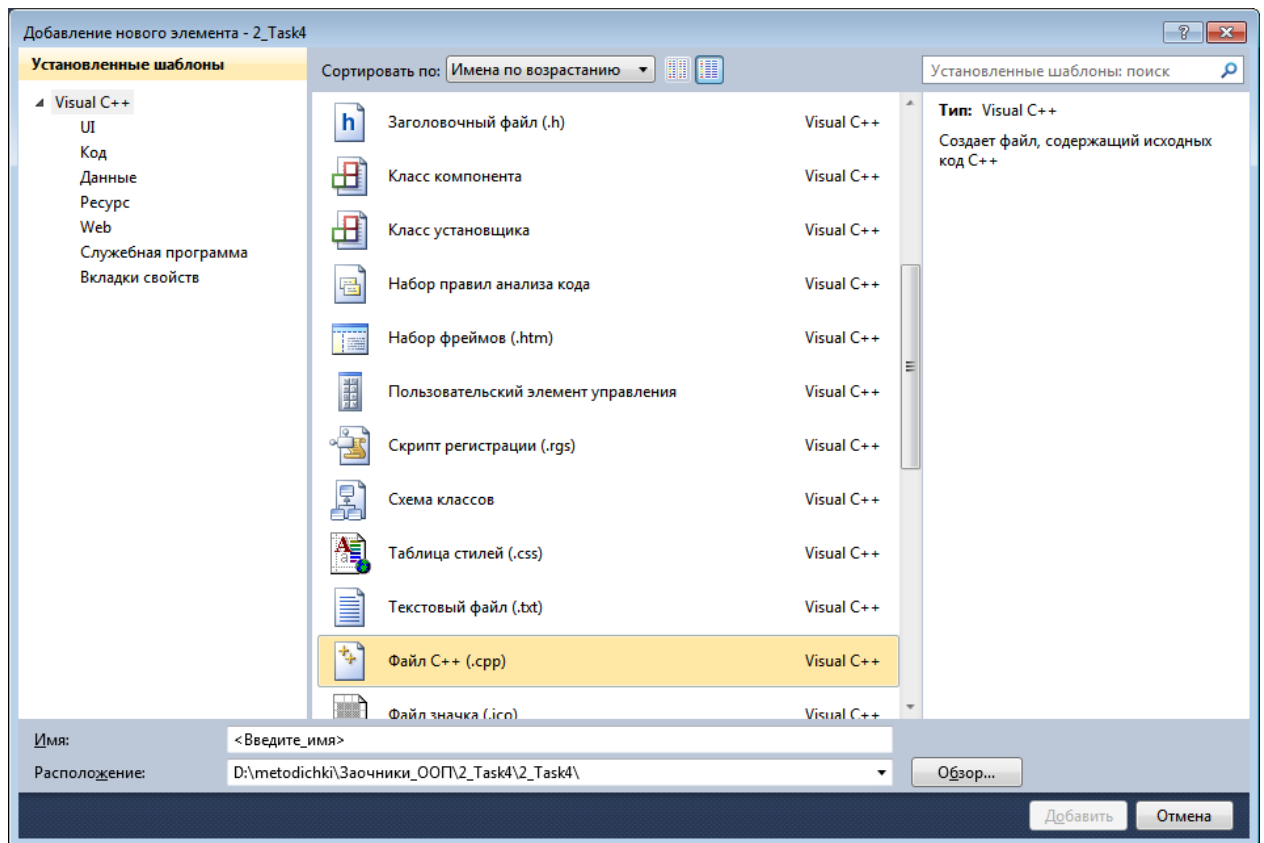 Добавление нового элемента - 2_Task4
Установленные шаблоны
Visual C++
UI
Код
Данные
Ресурс
Web
Служебная программа
Вкладки свойств
Сортировать по: Имена по возрастанию
Заголовочный файл (.h) Visual C++
Класс компонента Visual C++
Класс установщика Visual C++
Набор правил анализа кода Visual C++
Набор фреймов (.htm) Visual C++
Пользовательский элемент управления Visual C++
Скрипт регистрации (.rgs) Visual C++
Схема классов Visual C++
Таблица стилей (.css) Visual C++
Текстовый файл (.txt) Visual C++
Файл C++ (.cpp) Visual C++
Файл значка (.ico) Visual C++
Установленные шаблоны: поиск
Тип: Visual C++
Создает файл, содержащий исходных
код C++
Имя: <Введите_имя>
Расположение: D:\metodichki\Заочники_ООП\2_Task4\2_Task4\
Обзор...
Добавить Отмена